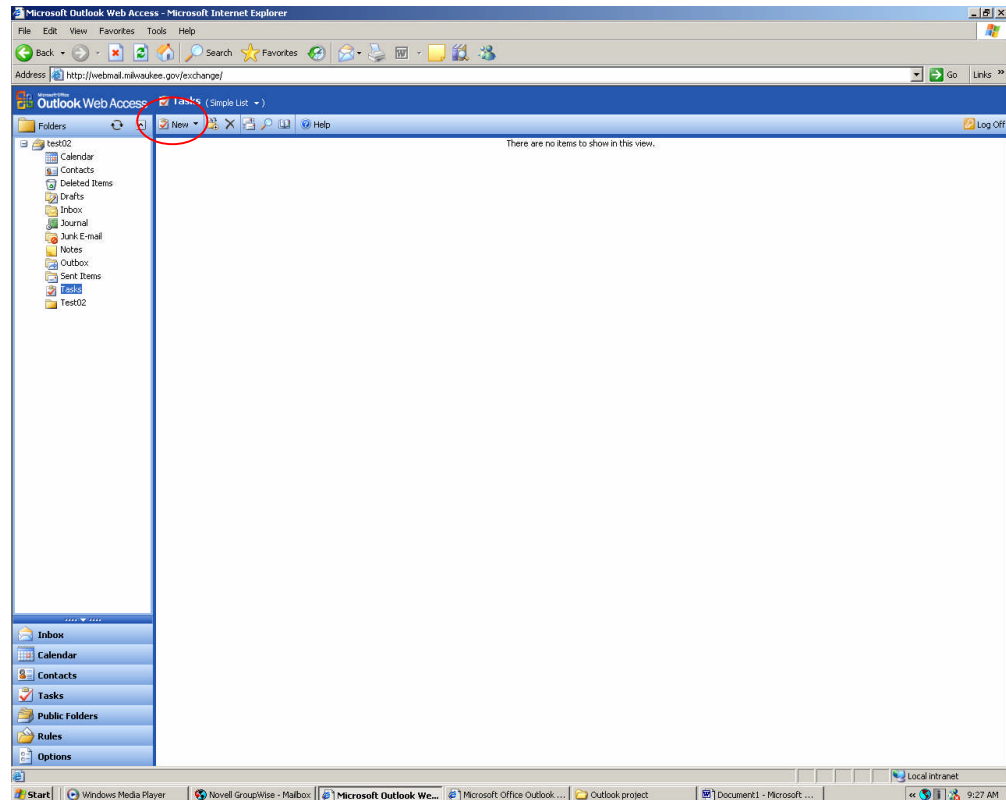 Microsoft Outlook Web Access - Microsoft Internet Explorer
File Edit View Favorites Tools Help
Back Search Favorites
Address http://webmail.milwaukee.gov/exchange/ Go Links »
Microsoft Office
Outlook Web Access Tasks (Simple List)
Folders New Help Log Off
There are no items to show in this view.
test02
Calendar
Contacts
Deleted Items
Drafts
Inbox
Journal
Junk E-mail
Notes
Outbox
Sent Items
Tasks
Test02
Inbox
Calendar
Contacts
Tasks
Public Folders
Rules
Options
Local intranet
Start Windows Media Player Novell GroupWise - Mailbox Microsoft Outlook We... Microsoft Office Outlook ... Outlook project Document1 - Microsoft ... « 9:27 AM